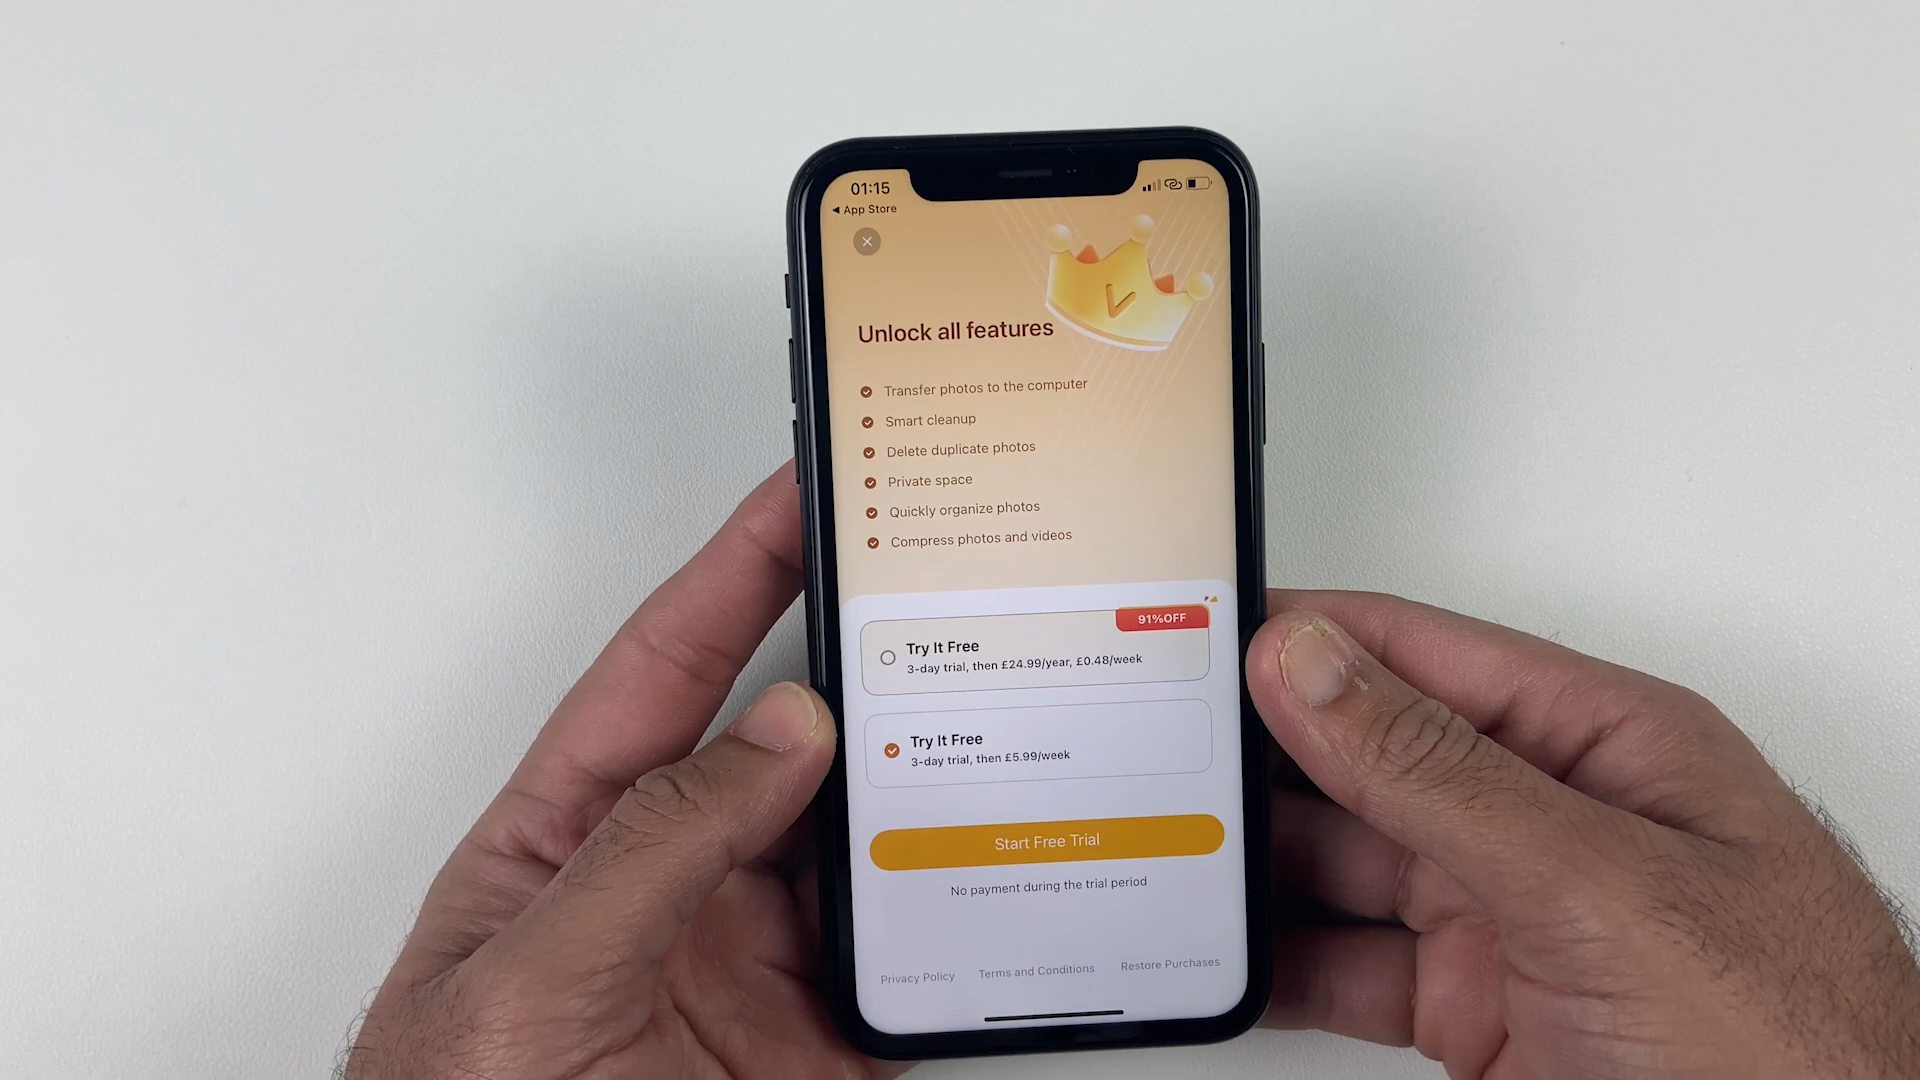 01:15
◀ App Store
Unlock all features
Transfer photos to the computer
Smart cleanup
Delete duplicate photos
Private space
Quickly organize photos
Compress photos and videos
91%OFF
Try It Free
3-day trial, then £24.99/year, £0.48/week
Try It Free
3-day trial, then £5.99/week
Start Free Trial
No payment during the trial period
Privacy Policy Terms and Conditions Restore Purchases